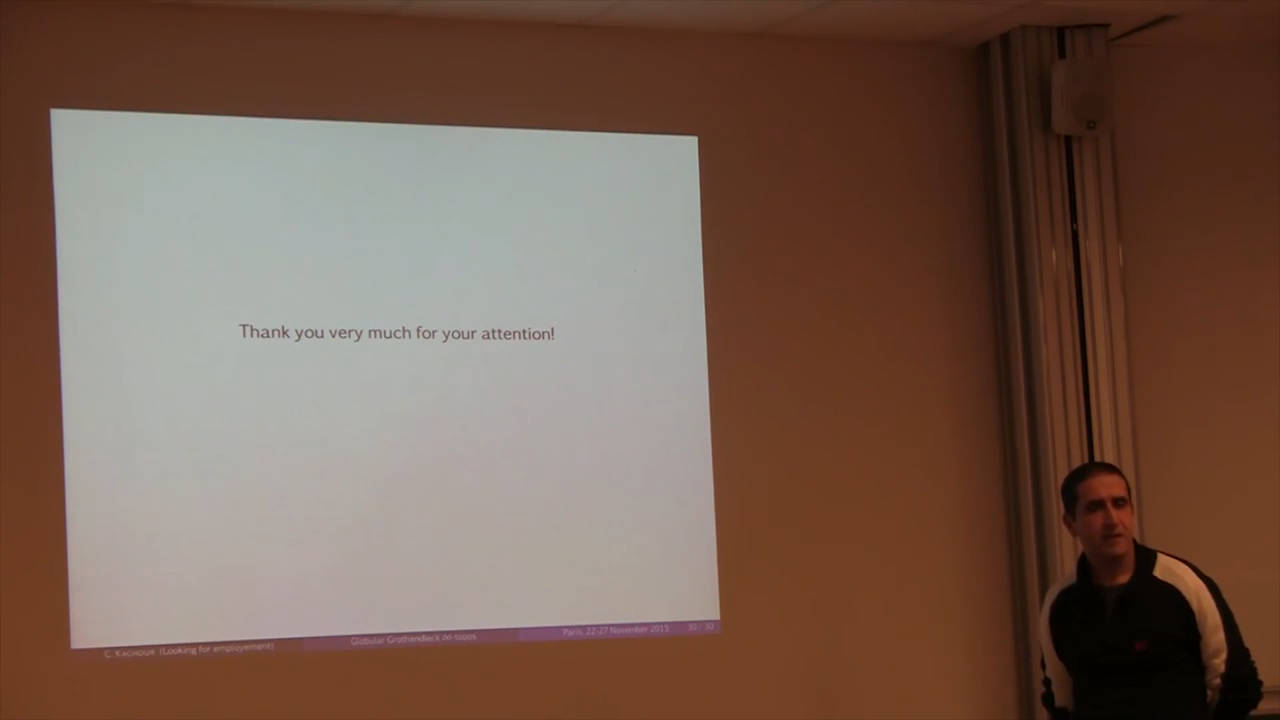 Thank you very much for your attention!
C. Kachour (Looking for employement)
Globular Grothendieck ∞-topos
Paris, 22-27 November 2015
30 / 30